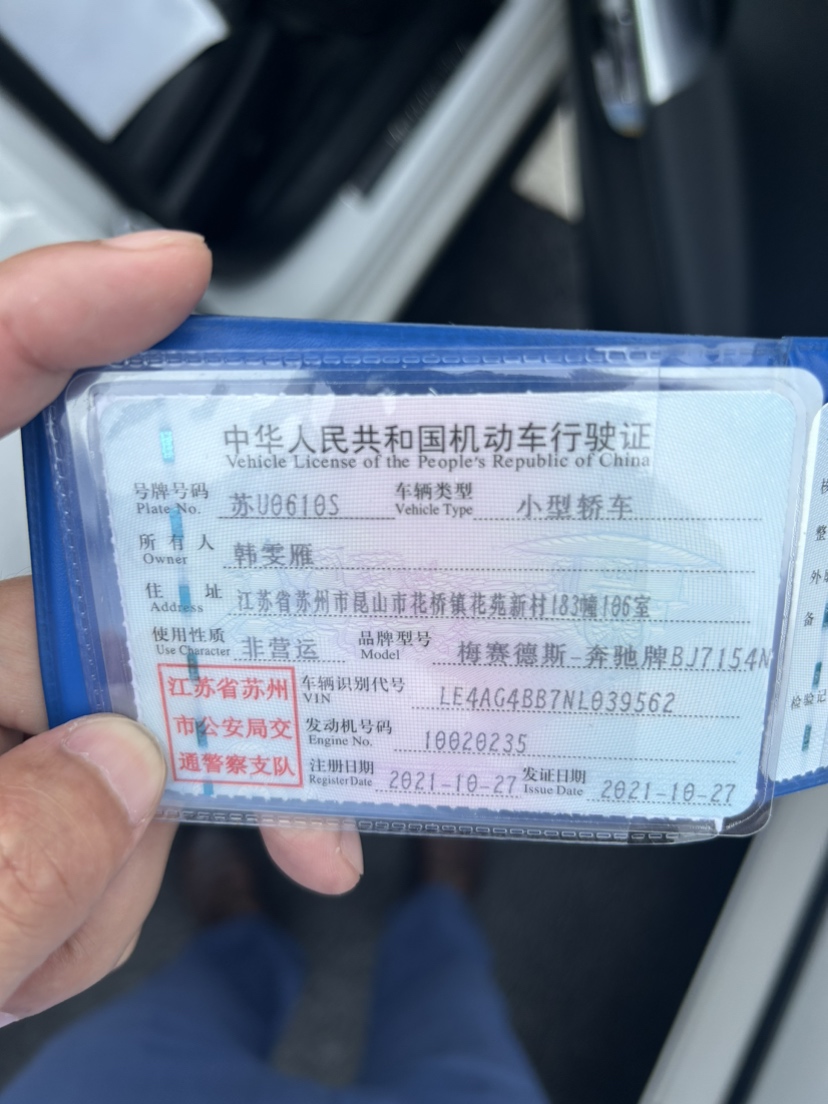 中华人民共和国机动车行驶证
Vehicle License of the People's Republic of China
号牌号码 苏U0610S 车辆类型 小型轿车
Plate No. Vehicle Type
所有人 韩雯雁
Owner
住址 江苏省苏州市昆山市花桥镇花苑新村183幢106室
Address
使用性质 非营运 品牌型号 梅赛德斯-奔驰牌BJ7154N
Use Character Model
江苏省苏州
市公安局交
通警察支队
车辆识别代号 LE4AG4BB7NL039562
VIN
发动机号码 10020235
Engine No.
注册日期 2021-10-27 发证日期 2021-10-27
Register Date Issue Date
整
外
备
检验记